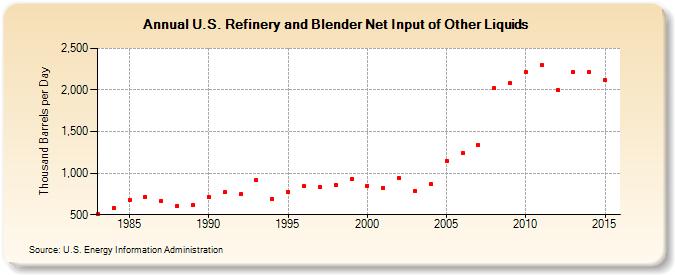 Annual U.S. Refinery and Blender Net Input of Other Liquids
Thousand Barrels per Day
2,500
2,000
1,500
1,000
500
1985 1990 1995 2000 2005 2010 2015
Source: U.S. Energy Information Administration